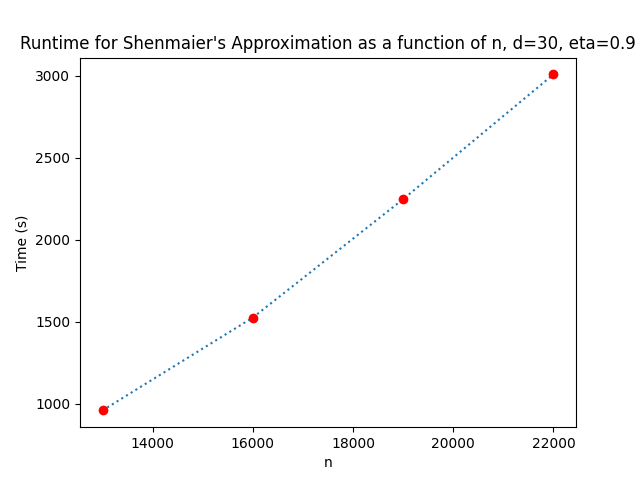 Runtime for Shenmaier's Approximation as a function of n, d=30, eta=0.9
3000
2500
2000
1500
1000
Time (s)
14000 16000 18000 20000 22000
n